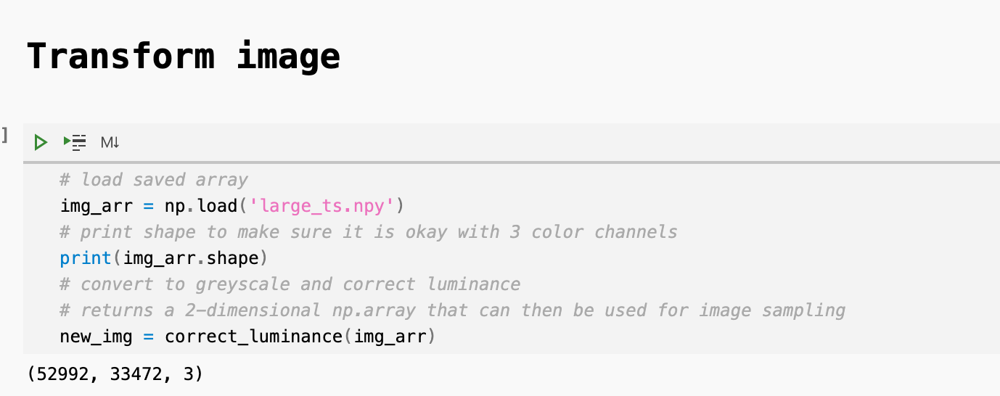 Transform image
]
M↓
# load saved array
img_arr = np.load('large_ts.npy')
# print shape to make sure it is okay with 3 color channels
print(img_arr.shape)
# convert to greyscale and correct luminance
# returns a 2-dimensional np.array that can then be used for image sampling
new_img = correct_luminance(img_arr)
(52992, 33472, 3)